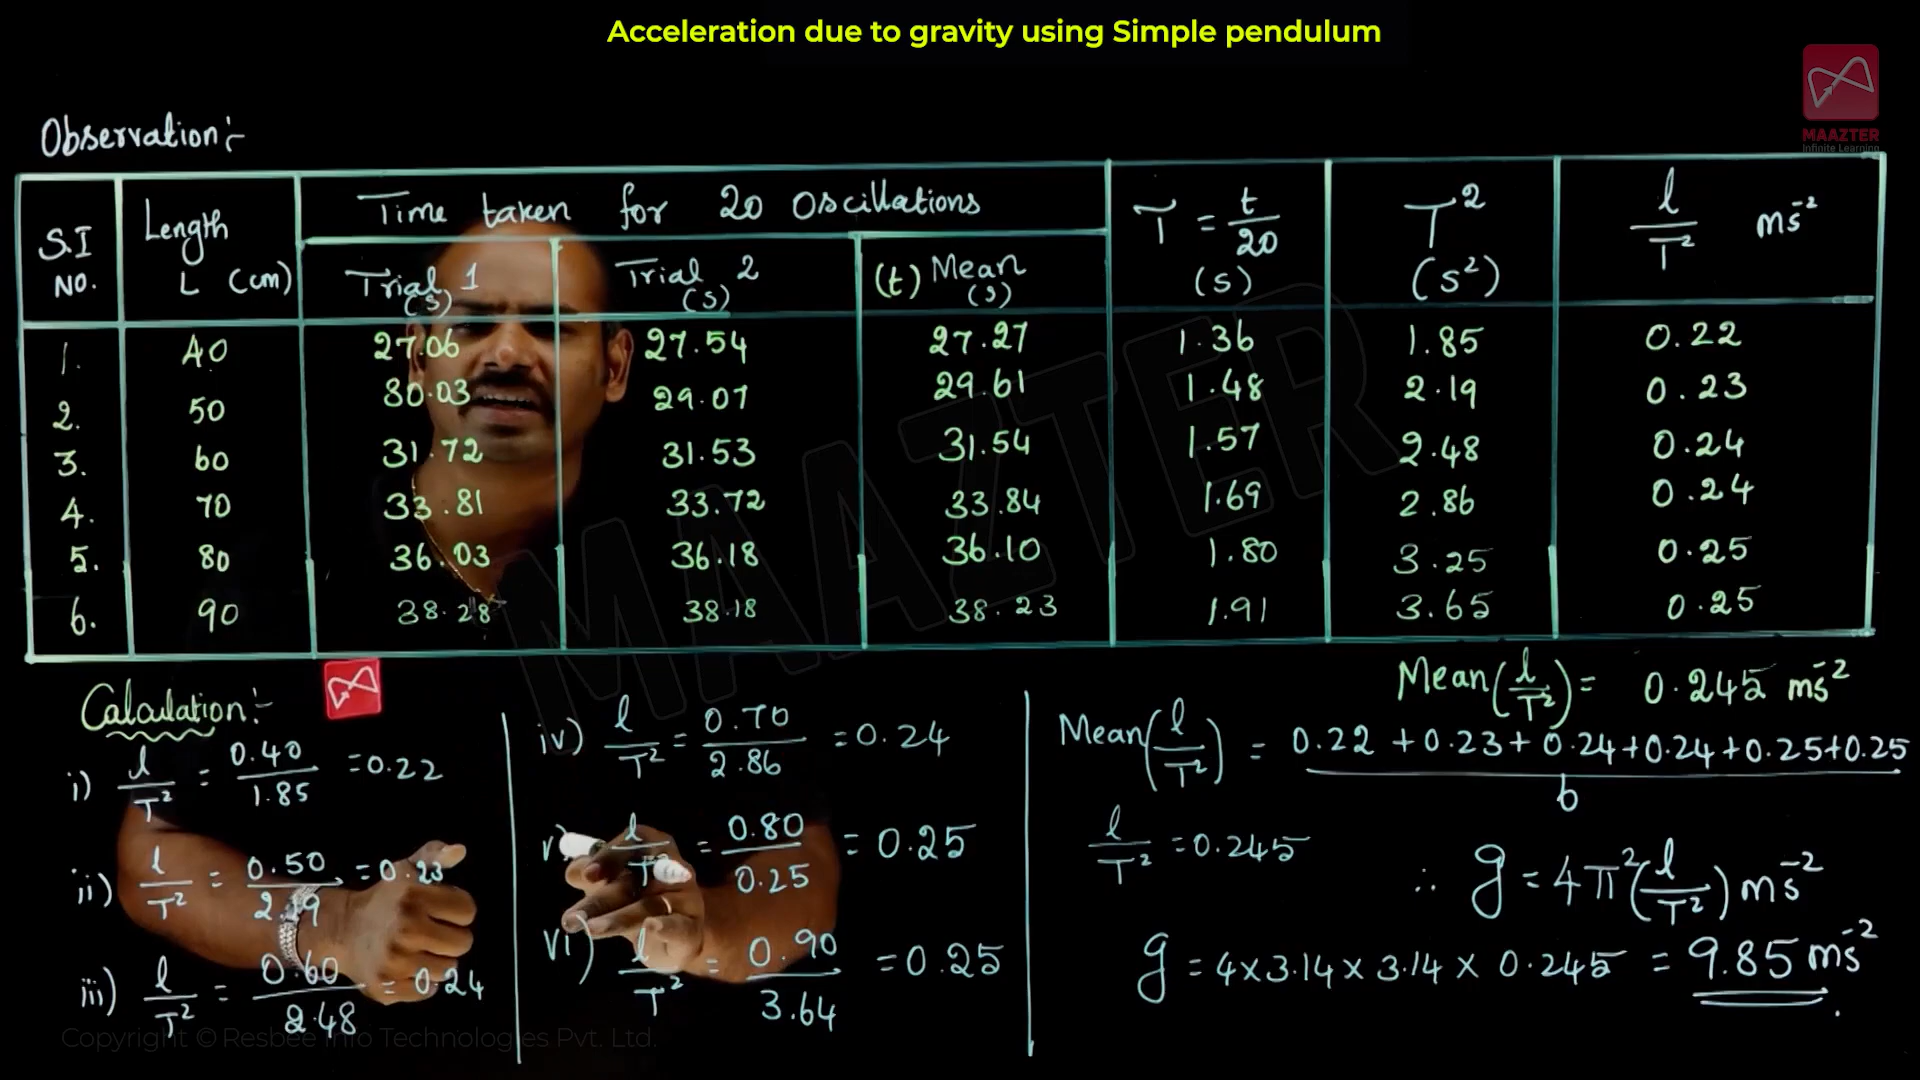 Acceleration due to gravity using Simple pendulum
MAAZTER
Infinite Learning
Observation:-
S.I NO. | Length L (cm) | Time taken for 20 Oscillations | T = t/20 (s) | T² (s²) | l/T² ms⁻²
Trial 1 (s) | Trial 2 (s) | (t) Mean (s)
1. 40 27.06 27.54 27.27 1.36 1.85 0.22
2. 50 30.03 29.07 29.61 1.48 2.19 0.23
3. 60 31.72 31.53 31.54 1.57 2.48 0.24
4. 70 33.81 33.72 33.84 1.69 2.86 0.24
5. 80 36.03 36.18 36.10 1.80 3.25 0.25
6. 90 38.28 38.18 38.23 1.91 3.65 0.25
MAAZTER
Mean (l/T²) = 0.245 ms⁻²
Calculation:-
i) l/T² = 0.40/1.85 = 0.22
ii) l/T² = 0.50/2.19 = 0.23
iii) l/T² = 0.60/2.48 = 0.24
iv) l/T² = 0.70/2.86 = 0.24
v) l/T² = 0.80/0.25 = 0.25
vi) l/T² = 0.90/3.64 = 0.25
Mean (l/T²) = 0.22 + 0.23 + 0.24 + 0.24 + 0.25 + 0.25 / 6
l/T² = 0.245
∴ g = 4π² (l/T²) ms⁻²
g = 4 x 3.14 x 3.14 x 0.245 = 9.85 ms⁻²
Copyright © Resbee Info Technologies Pvt. Ltd.